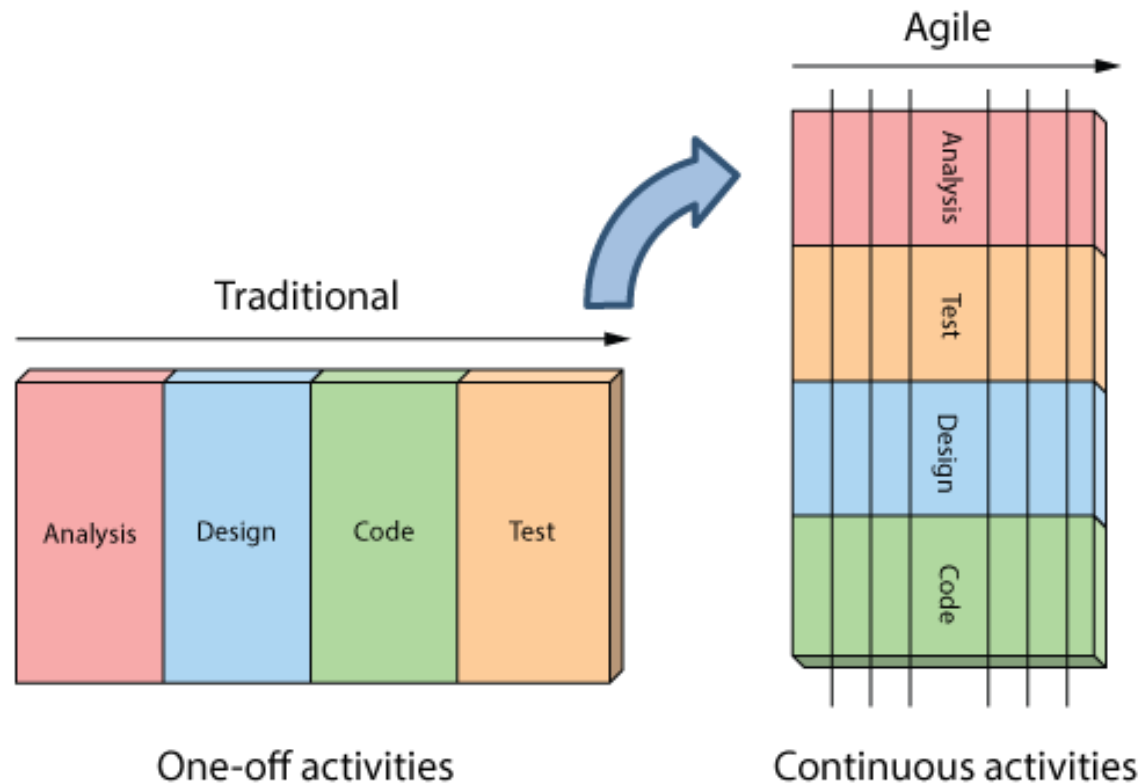 Agile
Analysis
Test
Design
Code
Traditional
Analysis
Design
Code
Test
One-off activities
Continuous activities